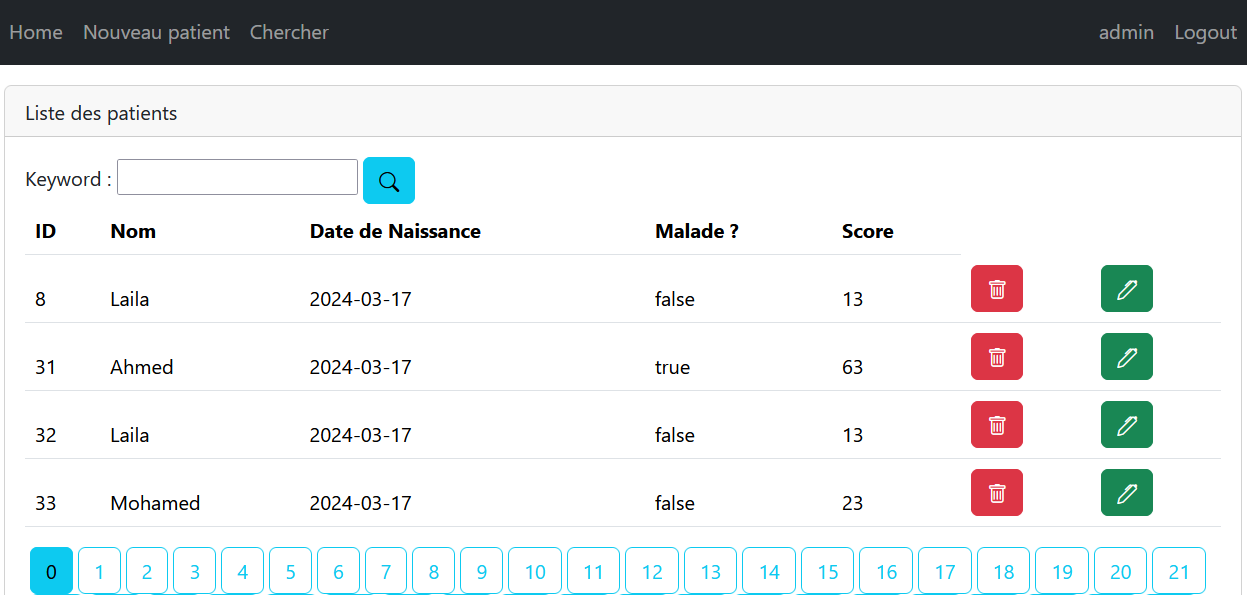 Home Nouveau patient Chercher admin Logout
Liste des patients
Keyword :
ID Nom Date de Naissance Malade ? Score
8 Laila 2024-03-17 false 13
31 Ahmed 2024-03-17 true 63
32 Laila 2024-03-17 false 13
33 Mohamed 2024-03-17 false 23
0 1 2 3 4 5 6 7 8 9 10 11 12 13 14 15 16 17 18 19 20 21